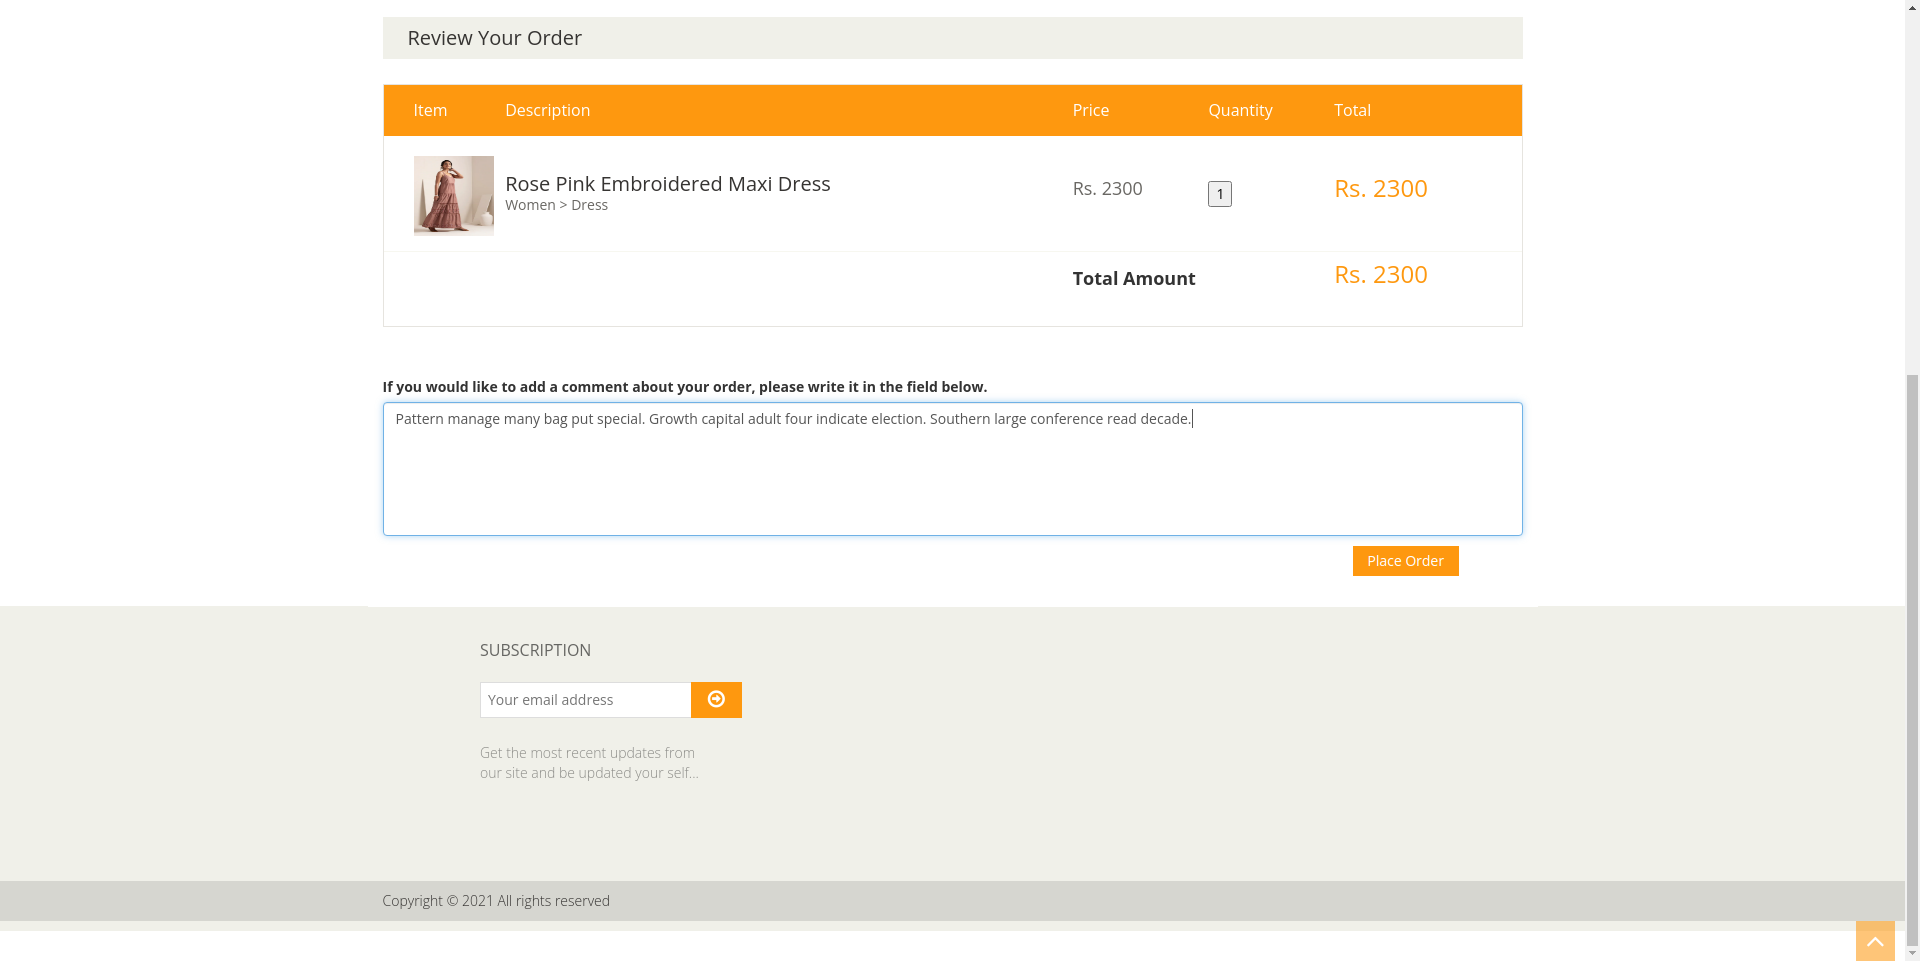 Review Your Order
Item Description Price Quantity Total
Rose Pink Embroidered Maxi Dress
Women > Dress
Rs. 2300
1
Rs. 2300
Total Amount Rs. 2300
If you would like to add a comment about your order, please write it in the field below.
Pattern manage many bag put special. Growth capital adult four indicate election. Southern large conference read decade.
Place Order
SUBSCRIPTION
Your email address
Get the most recent updates from
our site and be updated your self...
Copyright © 2021 All rights reserved